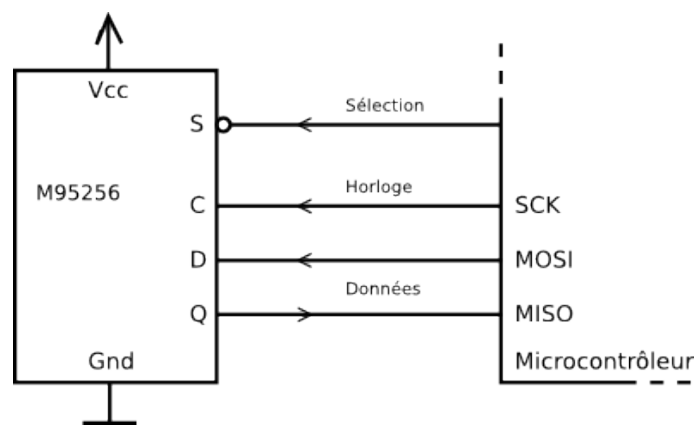 Vcc
S
Sélection
M95256
Horloge
C
SCK
D
MOSI
Données
Q
MISO
Gnd
Microcontrôleur